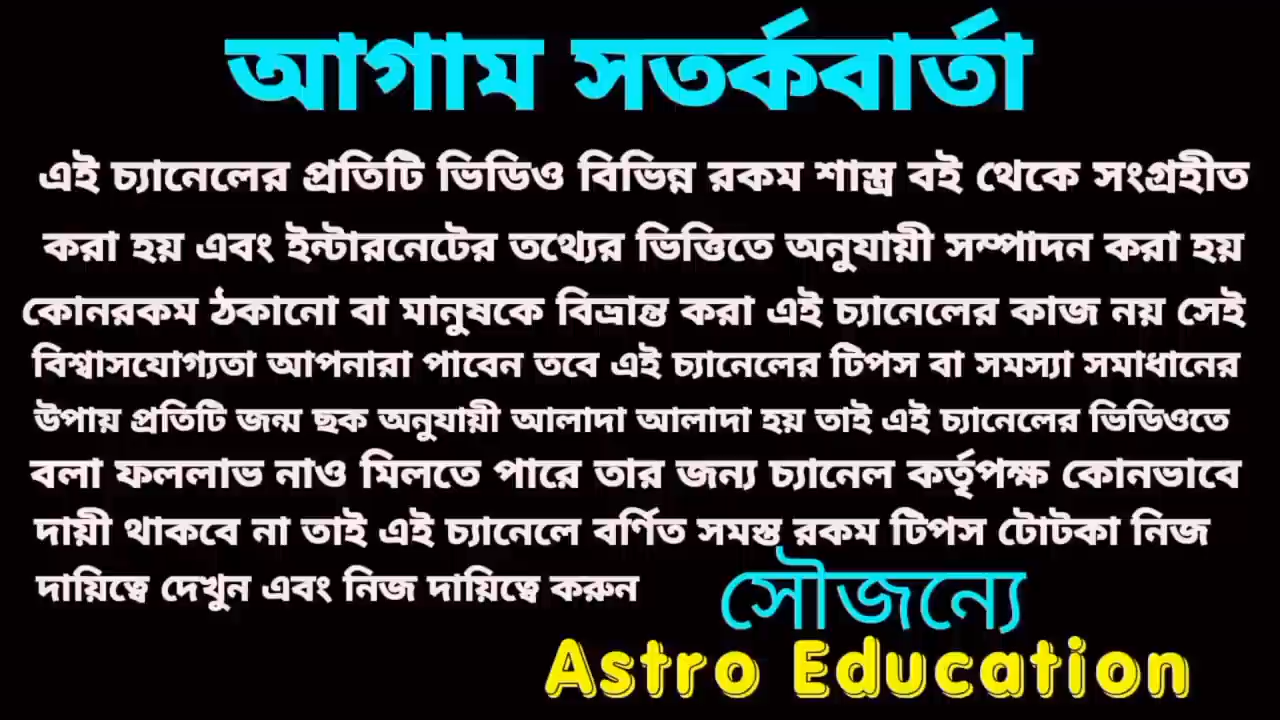 আগাম সতর্কবার্তা
এই চ্যানেলের প্রতিটি ভিডিও বিভিন্ন রকম শাস্ত্র বই থেকে সংগ্রহীত
করা হয় এবং ইন্টারনেটের তথ্যের ভিত্তিতে অনুযায়ী সম্পাদন করা হয়
কোনরকম ঠকানো বা মানুষকে বিভ্রান্ত করা এই চ্যানেলের কাজ নয় সেই
বিশ্বাসযোগ্যতা আপনারা পাবেন তবে এই চ্যানেলের টিপস বা সমস্যা সমাধানের
উপায় প্রতিটি জন্ম ছক অনুযায়ী আলাদা আলাদা হয় তাই এই চ্যানেলের ভিডিওতে
বলা ফললাভ নাও মিলতে পারে তার জন্য চ্যানেল কর্তৃপক্ষ কোনভাবে
দায়ী থাকবে না তাই এই চ্যানেলে বর্ণিত সমস্ত রকম টিপস টোটকা নিজ
দায়িত্বে দেখুন এবং নিজ দায়িত্বে করুন
সৌজন্যে
Astro Education